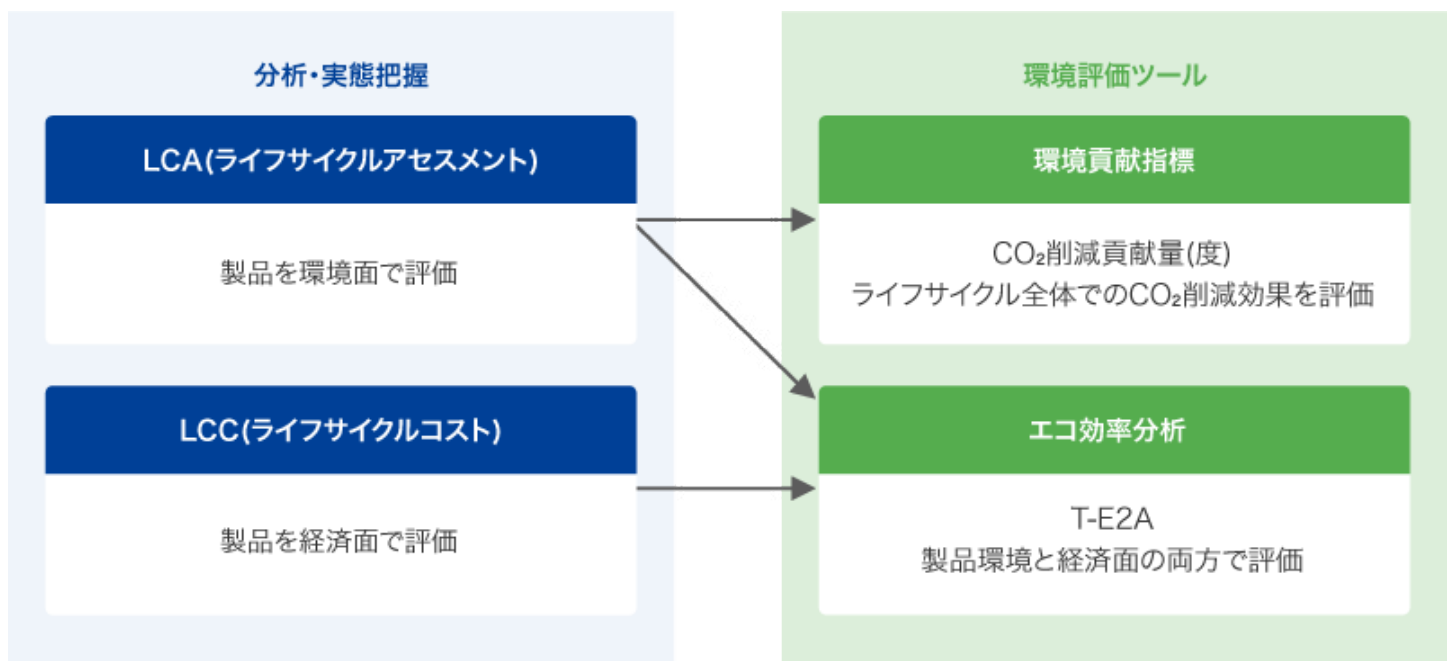 分析・実態把握
LCA(ライフサイクルアセスメント)
製品を環境面で評価
LCC(ライフサイクルコスト)
製品を経済面で評価
環境評価ツール
環境貢献指標
CO₂削減貢献量(度)
ライフサイクル全体でのCO₂削減効果を評価
エコ効率分析
T-E2A
製品環境と経済面の両方で評価